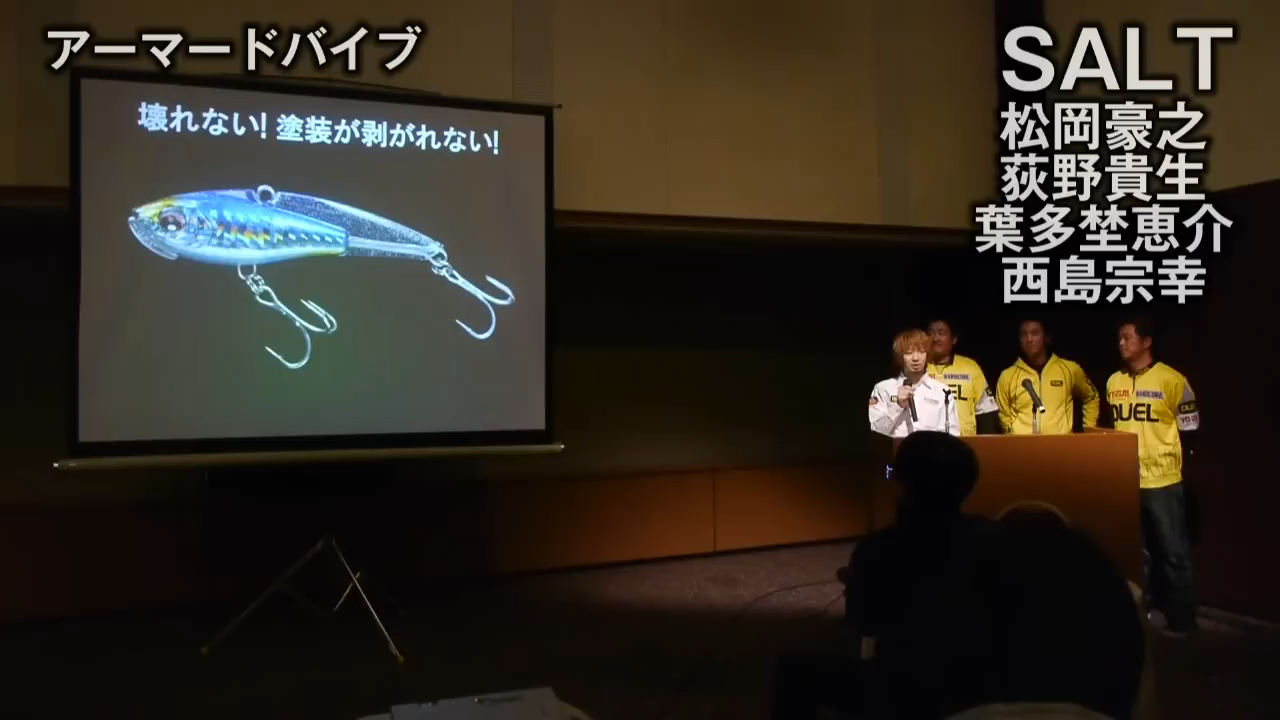 アーマードバイブ
壊れない! 塗装が剥がれない!
SALT
松岡豪之
荻野貴生
葉多埜恵介
西島宗幸
HARDCORE
DUEL